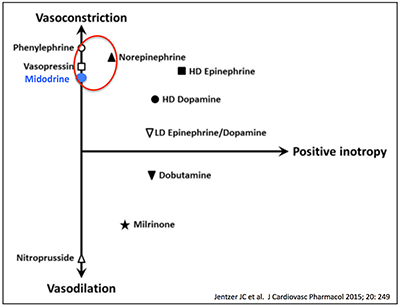 Vasoconstriction
Phenylephrine
Norepinephrine
Vasopressin
HD Epinephrine
Midodrine
HD Dopamine
LD Epinephrine/Dopamine
Positive inotropy
Dobutamine
Milrinone
Nitroprusside
Vasodilation
Jentzer JC et al. J Cardiovasc Pharmacol 2015; 20: 249